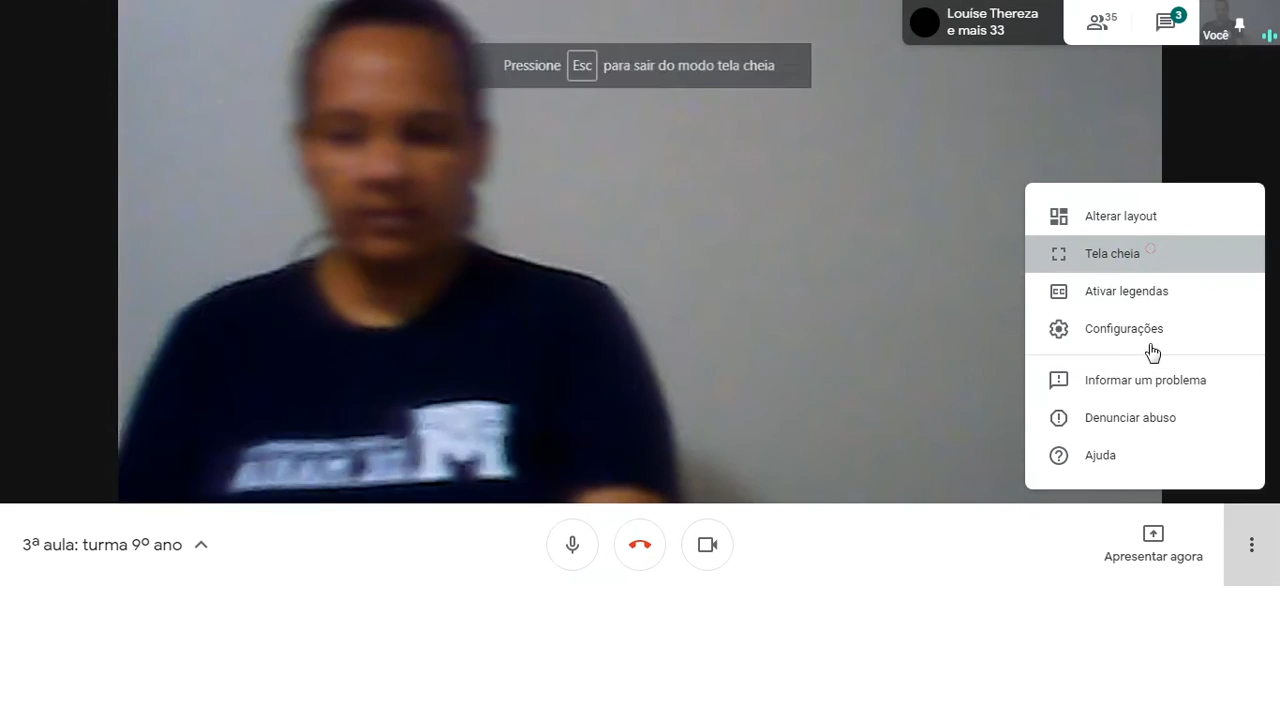 Louíse Thereza
e mais 33
35
3
Você
Pressione Esc para sair do modo tela cheia
Alterar layout
Tela cheia
Ativar legendas
Configurações
Informar um problema
Denunciar abuso
Ajuda
M
3ª aula: turma 9º ano
Apresentar agora